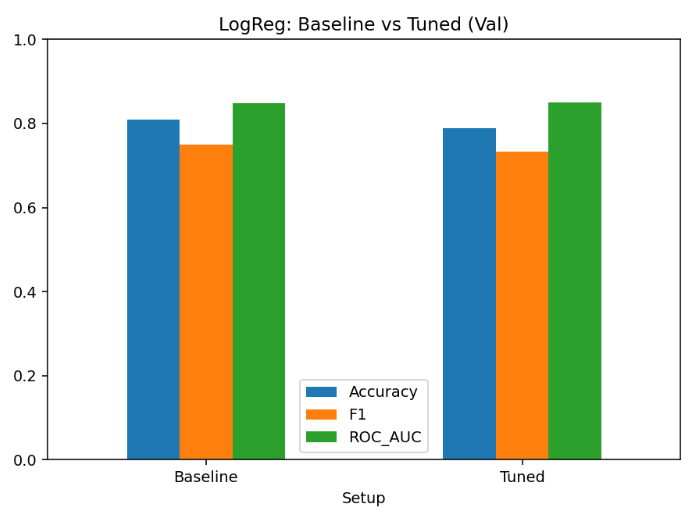 LogReg: Baseline vs Tuned (Val)
1.0
0.8
0.6
0.4
0.2
0.0
Accuracy
F1
ROC_AUC
Baseline
Tuned
Setup